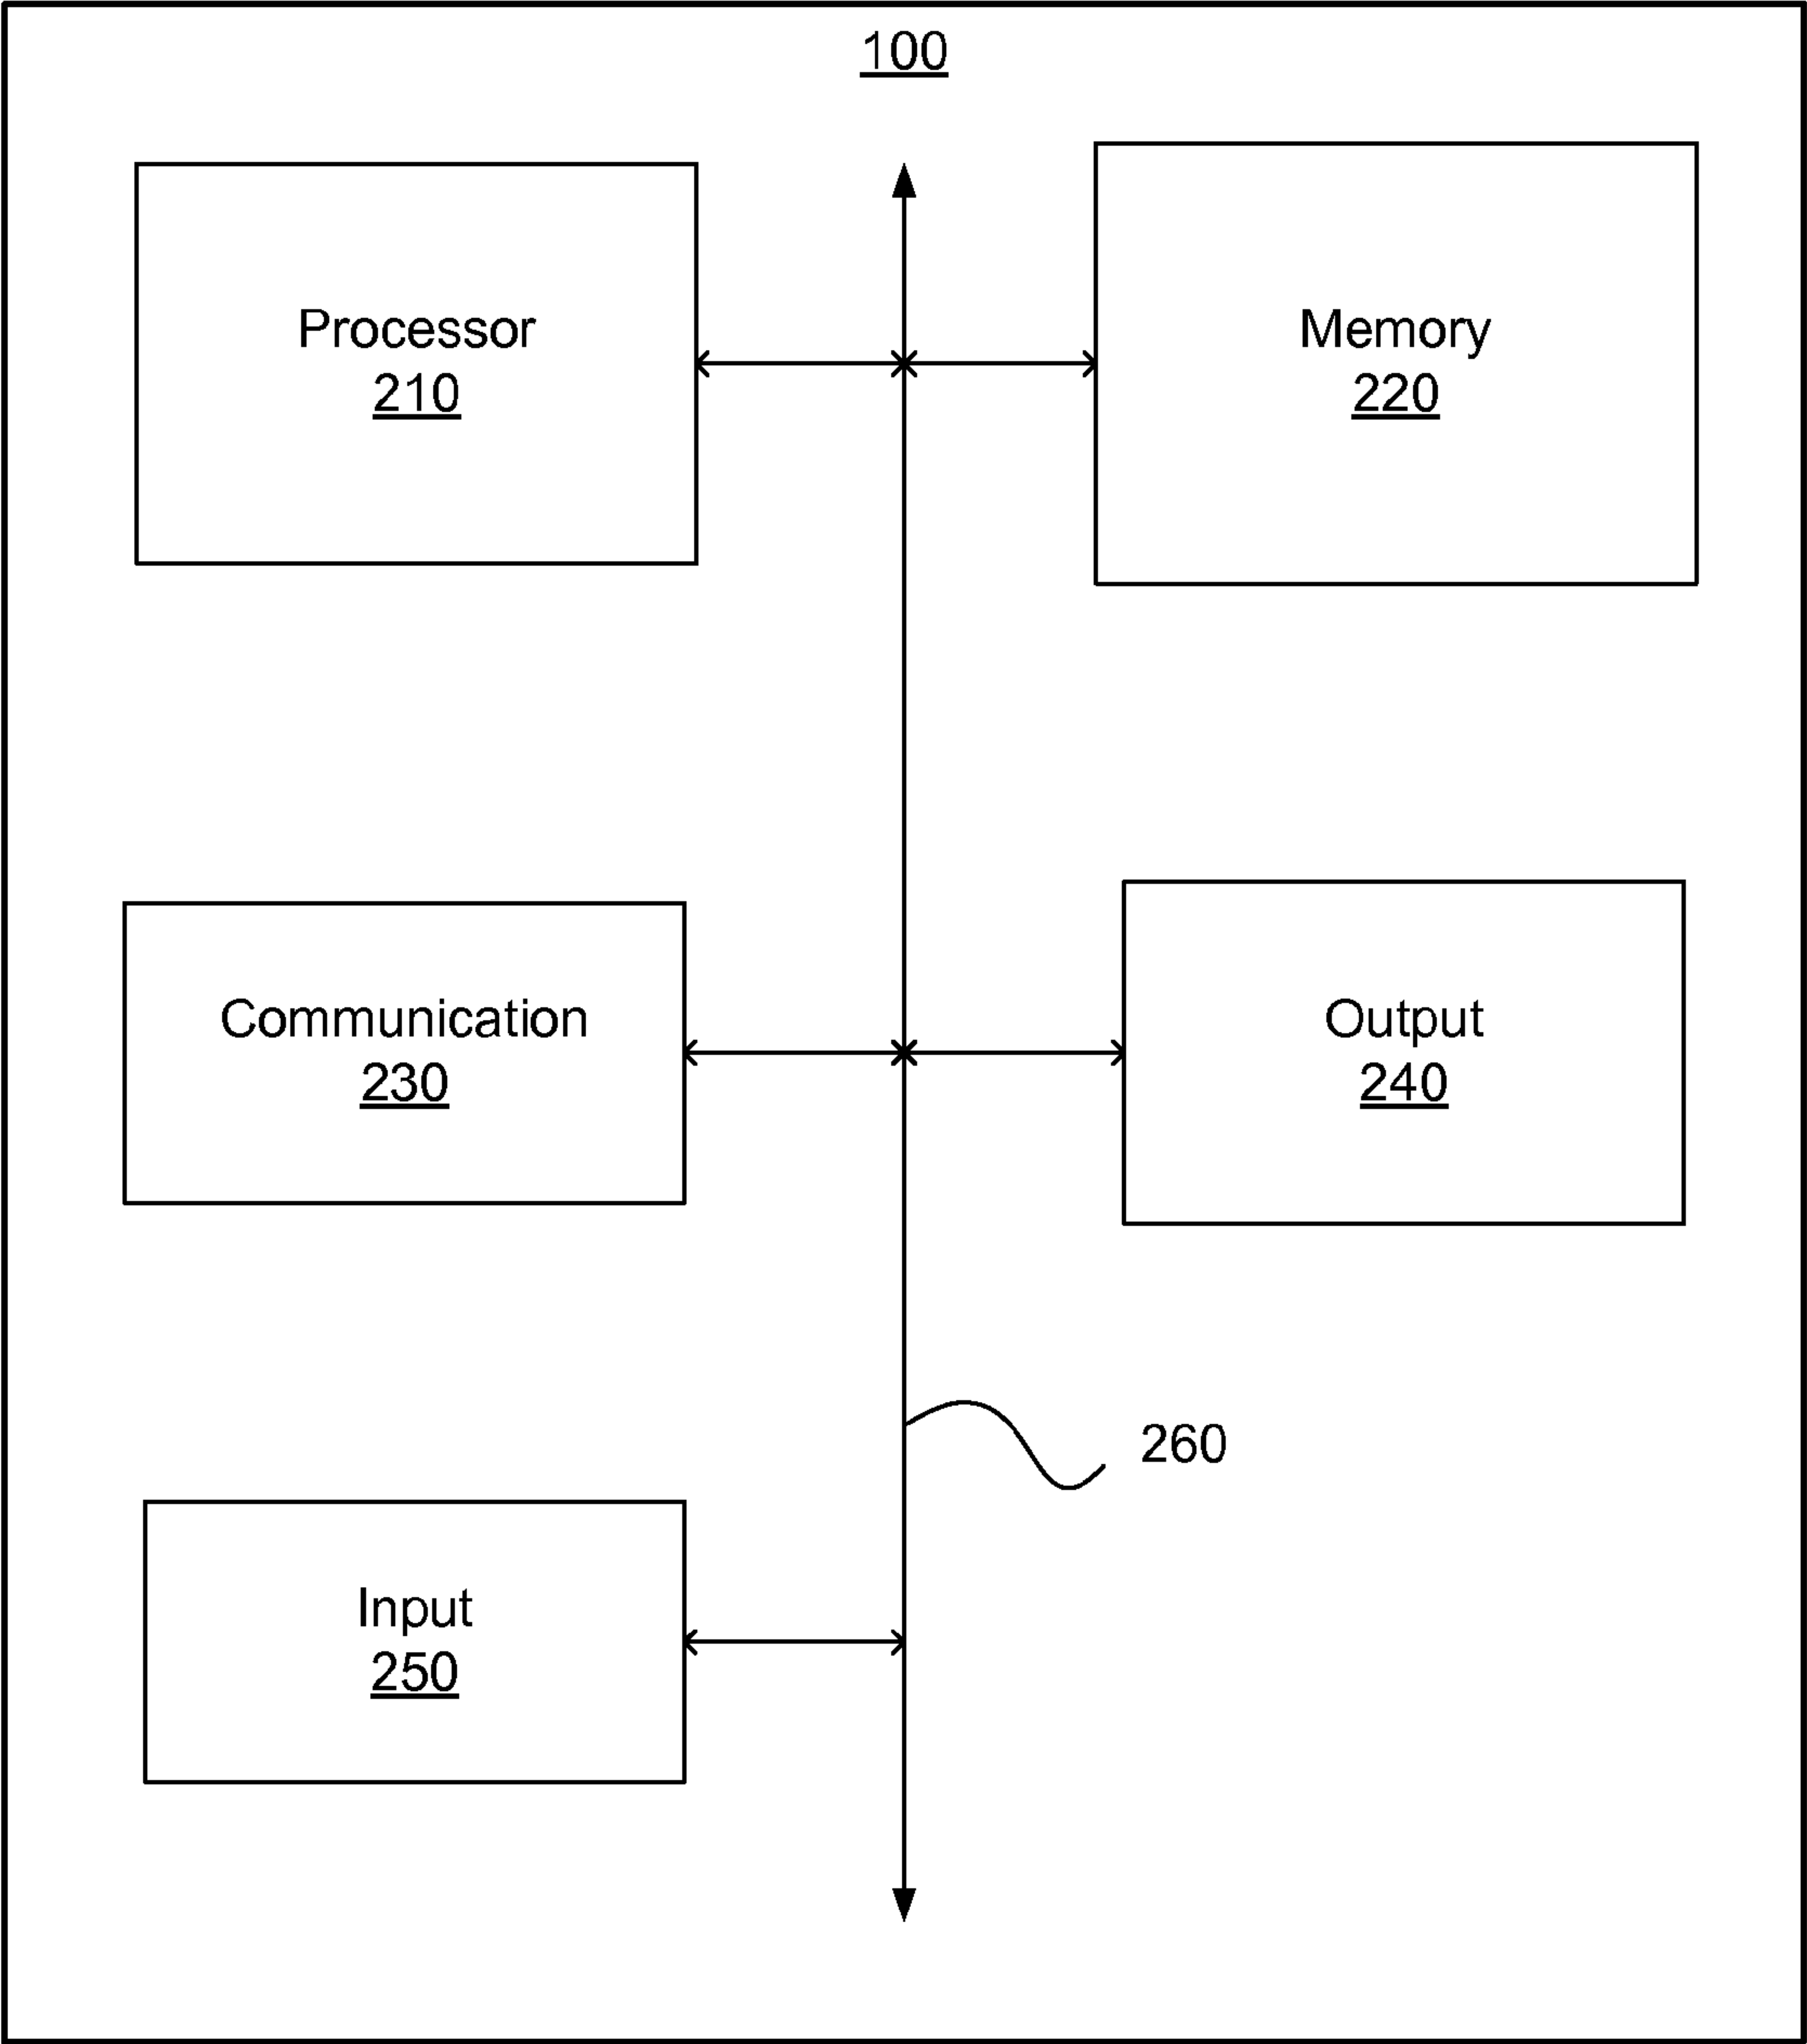 100
Processor
210
Memory
220
Communication
230
Output
240
260
Input
250